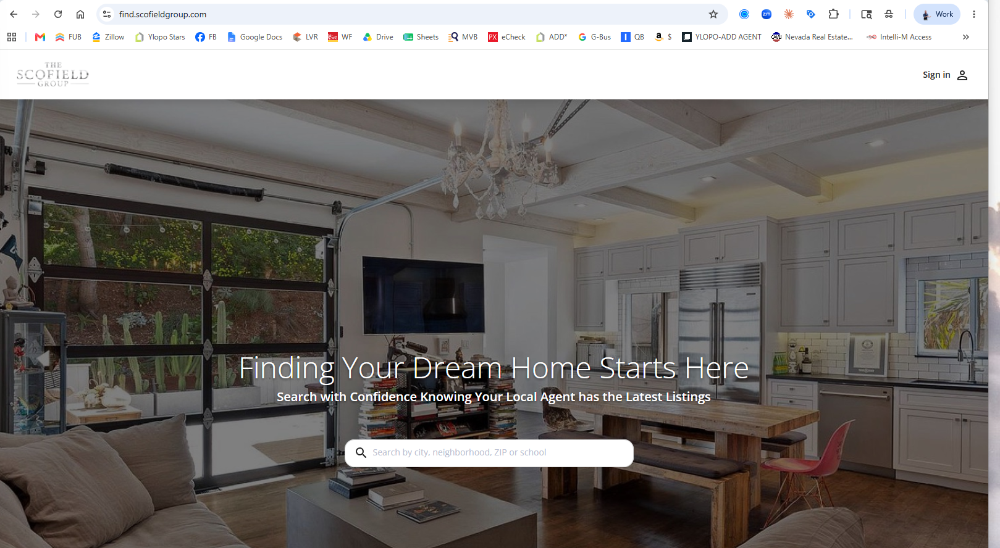 find.scofieldgroup.com
zm
Work
FUB
Zillow
Ylopo Stars
FB
Google Docs
LVR
WF
Drive
Sheets
MVB
PX
eCheck
ADD*
G-Bus
QB
$
YLOPO-ADD AGENT
Nevada Real Estate...
Intelli-M Access
THE
SCOFIELD
GROUP
Sign in
Finding Your Dream Home Starts Here
Search with Confidence Knowing Your Local Agent has the Latest Listings
Search by city, neighborhood, ZIP or school